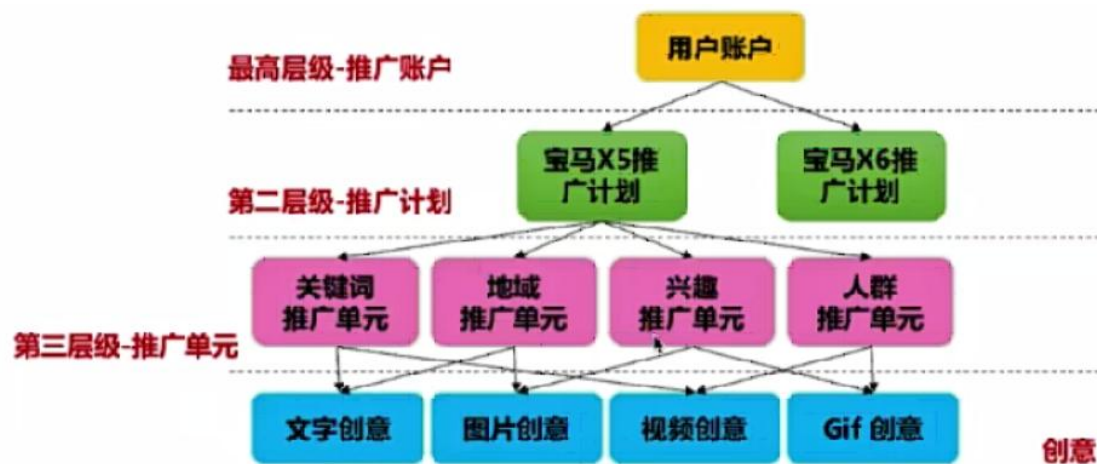 用户账户
最高层级-推广账户
宝马X5推
广计划
宝马X6推
广计划
第二层级-推广计划
关键词
推广单元
地域
推广单元
兴趣
推广单元
人群
推广单元
第三层级-推广单元
文字创意
图片创意
视频创意
Gif 创意
创意